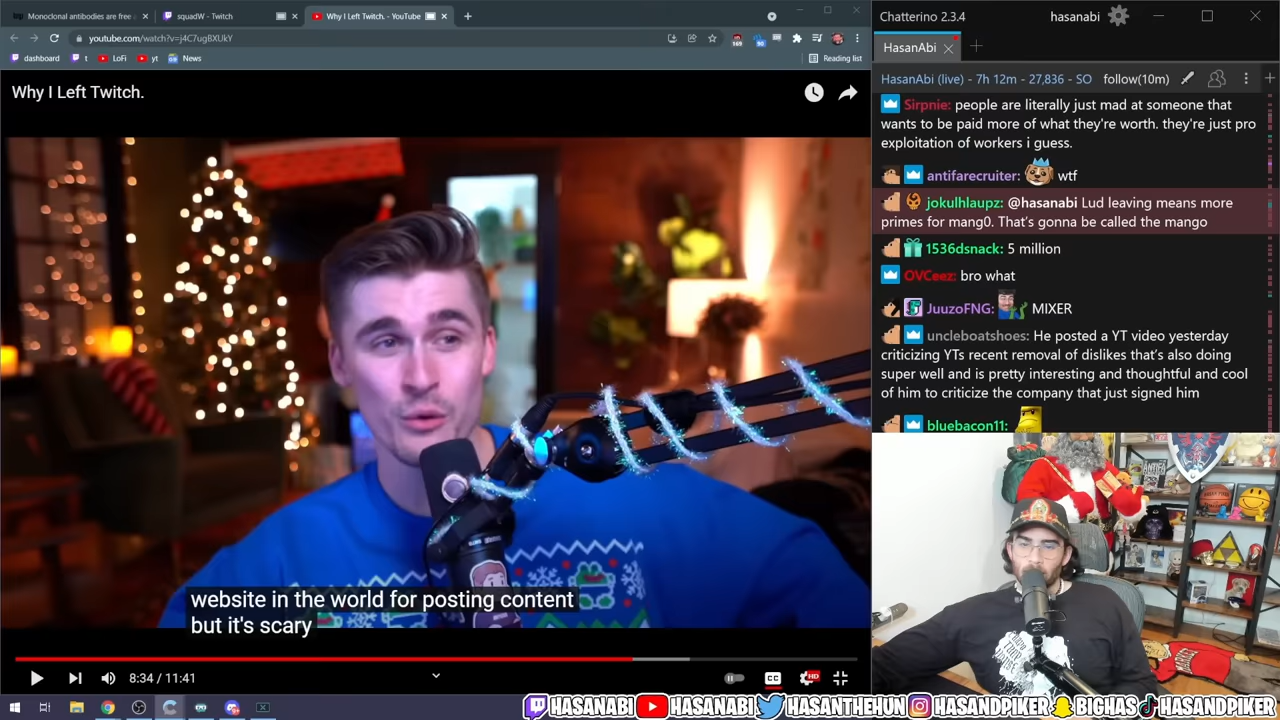 Monoclonal antibodies are free
squadW - Twitch
Why I Left Twitch. - YouTube
youtube.com/watch?v=j4C7ugBXUkY
dashboard
t
LoFi
yt
News
Reading list
Why I Left Twitch.
website in the world for posting content
but it's scary
8:34 / 11:41
CC
HD
Chatterino 2.3.4
hasanabi
HasanAbi
HasanAbi (live) - 7h 12m - 27,836 - SO
follow(10m)
Sirpnie: people are literally just mad at someone that
wants to be paid more of what they're worth. they're just pro
exploitation of workers i guess.
antifarecruiter: wtf
jokulhlaupz: @hasanabi Lud leaving means more
primes for mang0. That's gonna be called the mango
1536dsnack: 5 million
OVCeez: bro what
JuuzoFNG: MIXER
uncleboatshoes: He posted a YT video yesterday
criticizing YTs recent removal of dislikes that's also doing
super well and is pretty interesting and thoughtful and cool
of him to criticize the company that just signed him
bluebacon11:
HASANABI HASANABI HASANTHEHUN HASANDPIKER BIGHAS HASANDPIKER